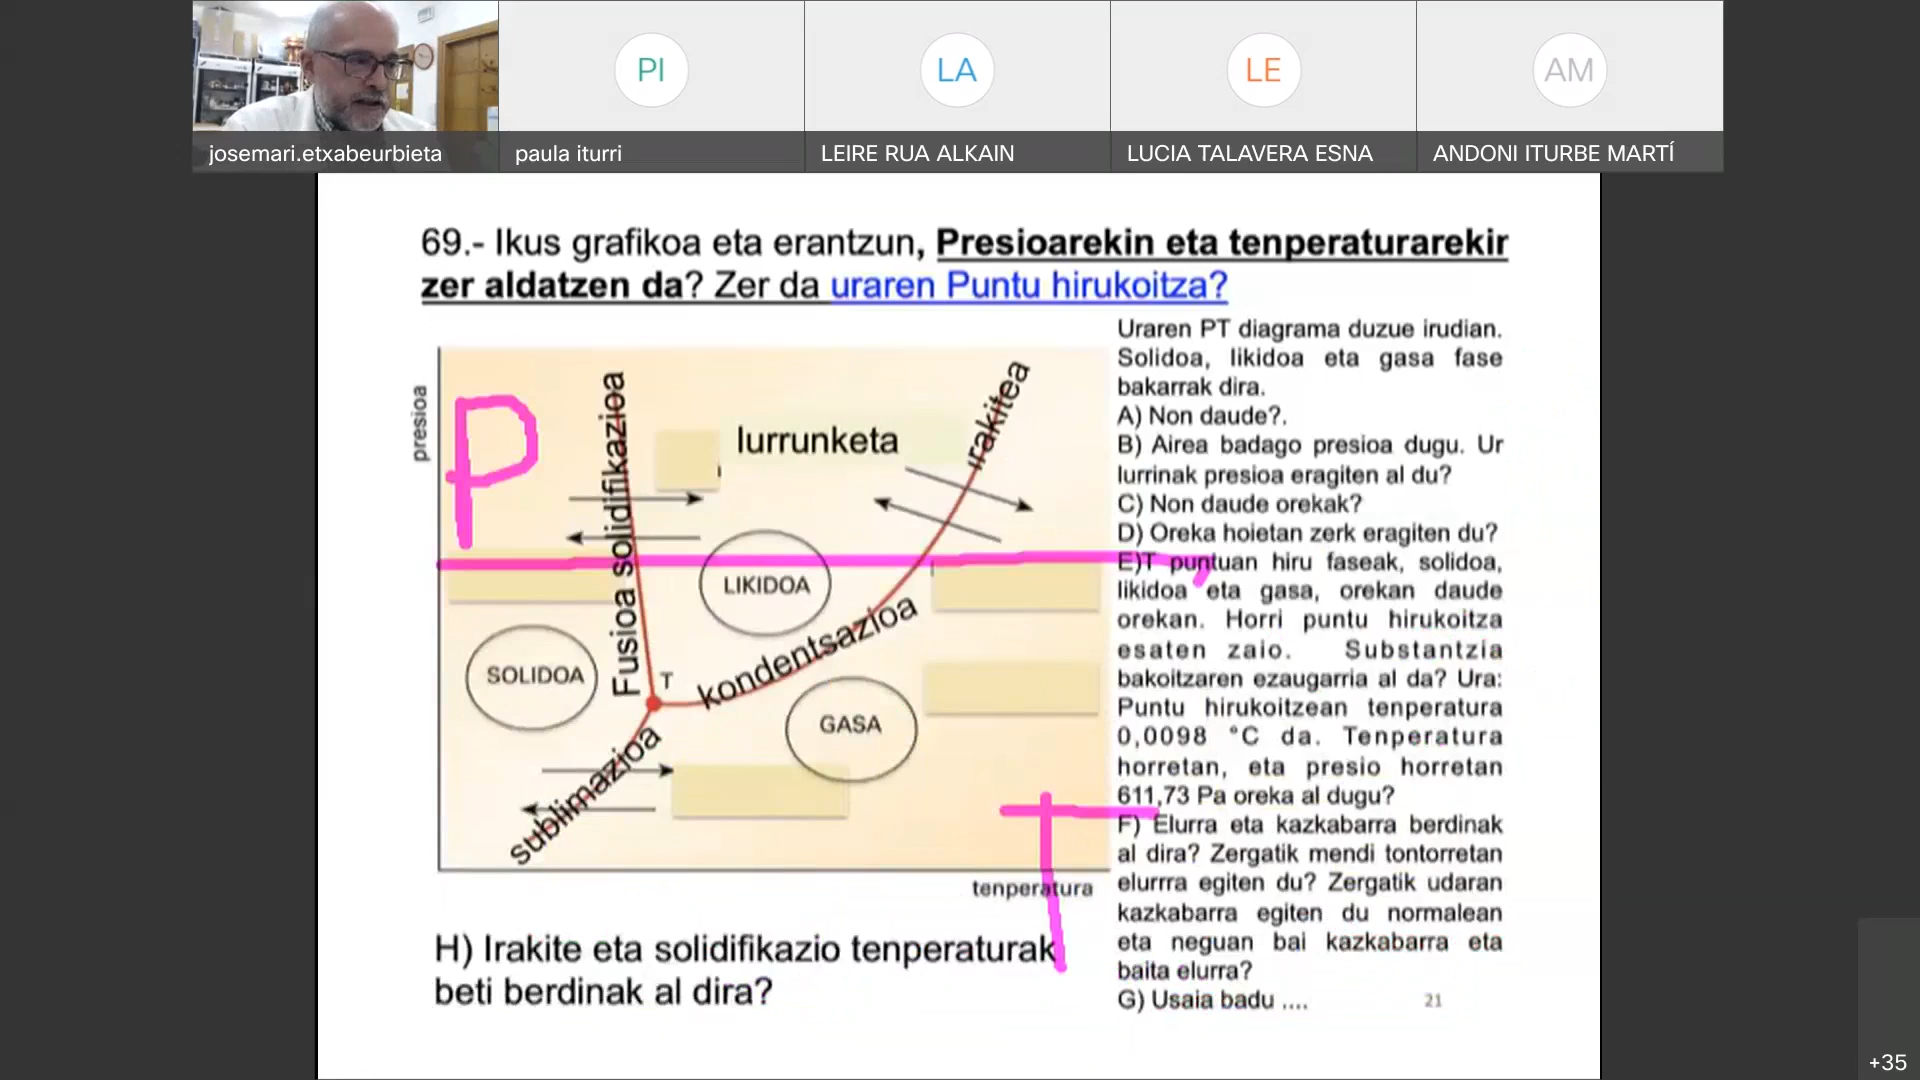 PI
LA
LE
AM
josemari.etxabeurbieta
paula iturri
LEIRE RUA ALKAIN
LUCIA TALAVERA ESNA
ANDONI ITURBE MARTÍ
69.- Ikus grafikoa eta erantzun, Presioarekin eta tenperaturarekir
zer aldatzen da? Zer da uraren Puntu hirukoitza?
presioa
P
Fusioa solidifikazioa
lurrunketa
irakitea
LIKIDOA
SOLIDOA
T
kondentsazioa
GASA
sublimazioa
T
tenperatura
H) Irakite eta solidifikazio tenperaturak
beti berdinak al dira?
Uraren PT diagrama duzue irudian.
Solidoa, likidoa eta gasa fase
bakarrak dira.
A) Non daude?.
B) Airea badago presioa dugu. Ur
lurrinak presioa eragiten al du?
C) Non daude orekak?
D) Oreka hoietan zerk eragiten du?
E)T puntuan hiru faseak, solidoa,
likidoa eta gasa, orekan daude
orekan. Horri puntu hirukoitza
esaten zaio. Substantzia
bakoitzaren ezaugarria al da? Ura:
Puntu hirukoitzean tenperatura
0,0098 °C da. Tenperatura
horretan, eta presio horretan
611,73 Pa oreka al dugu?
F) Elurra eta kazkabarra berdinak
al dira? Zergatik mendi tontorretan
elurrra egiten du? Zergatik udaran
kazkabarra egiten du normalean
eta neguan bai kazkabarra eta
baita elurra?
G) Usaia badu ....
21
+35